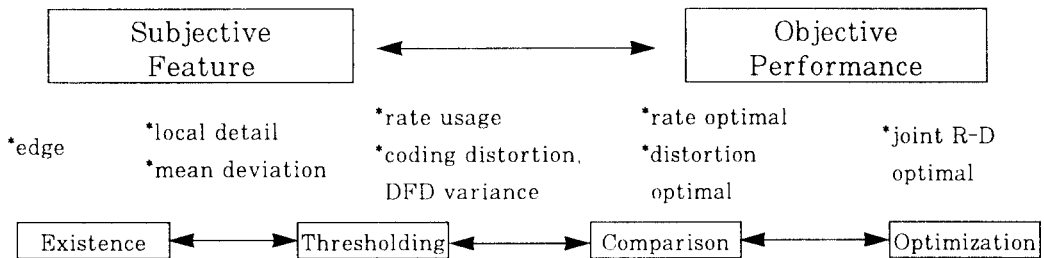 Subjective
Feature
Objective
Performance
*edge
*local detail
*mean deviation
*rate usage
*coding distortion,
DFD variance
*rate optimal
*distortion
optimal
*joint R-D
optimal
Existence
Thresholding
Comparison
Optimization